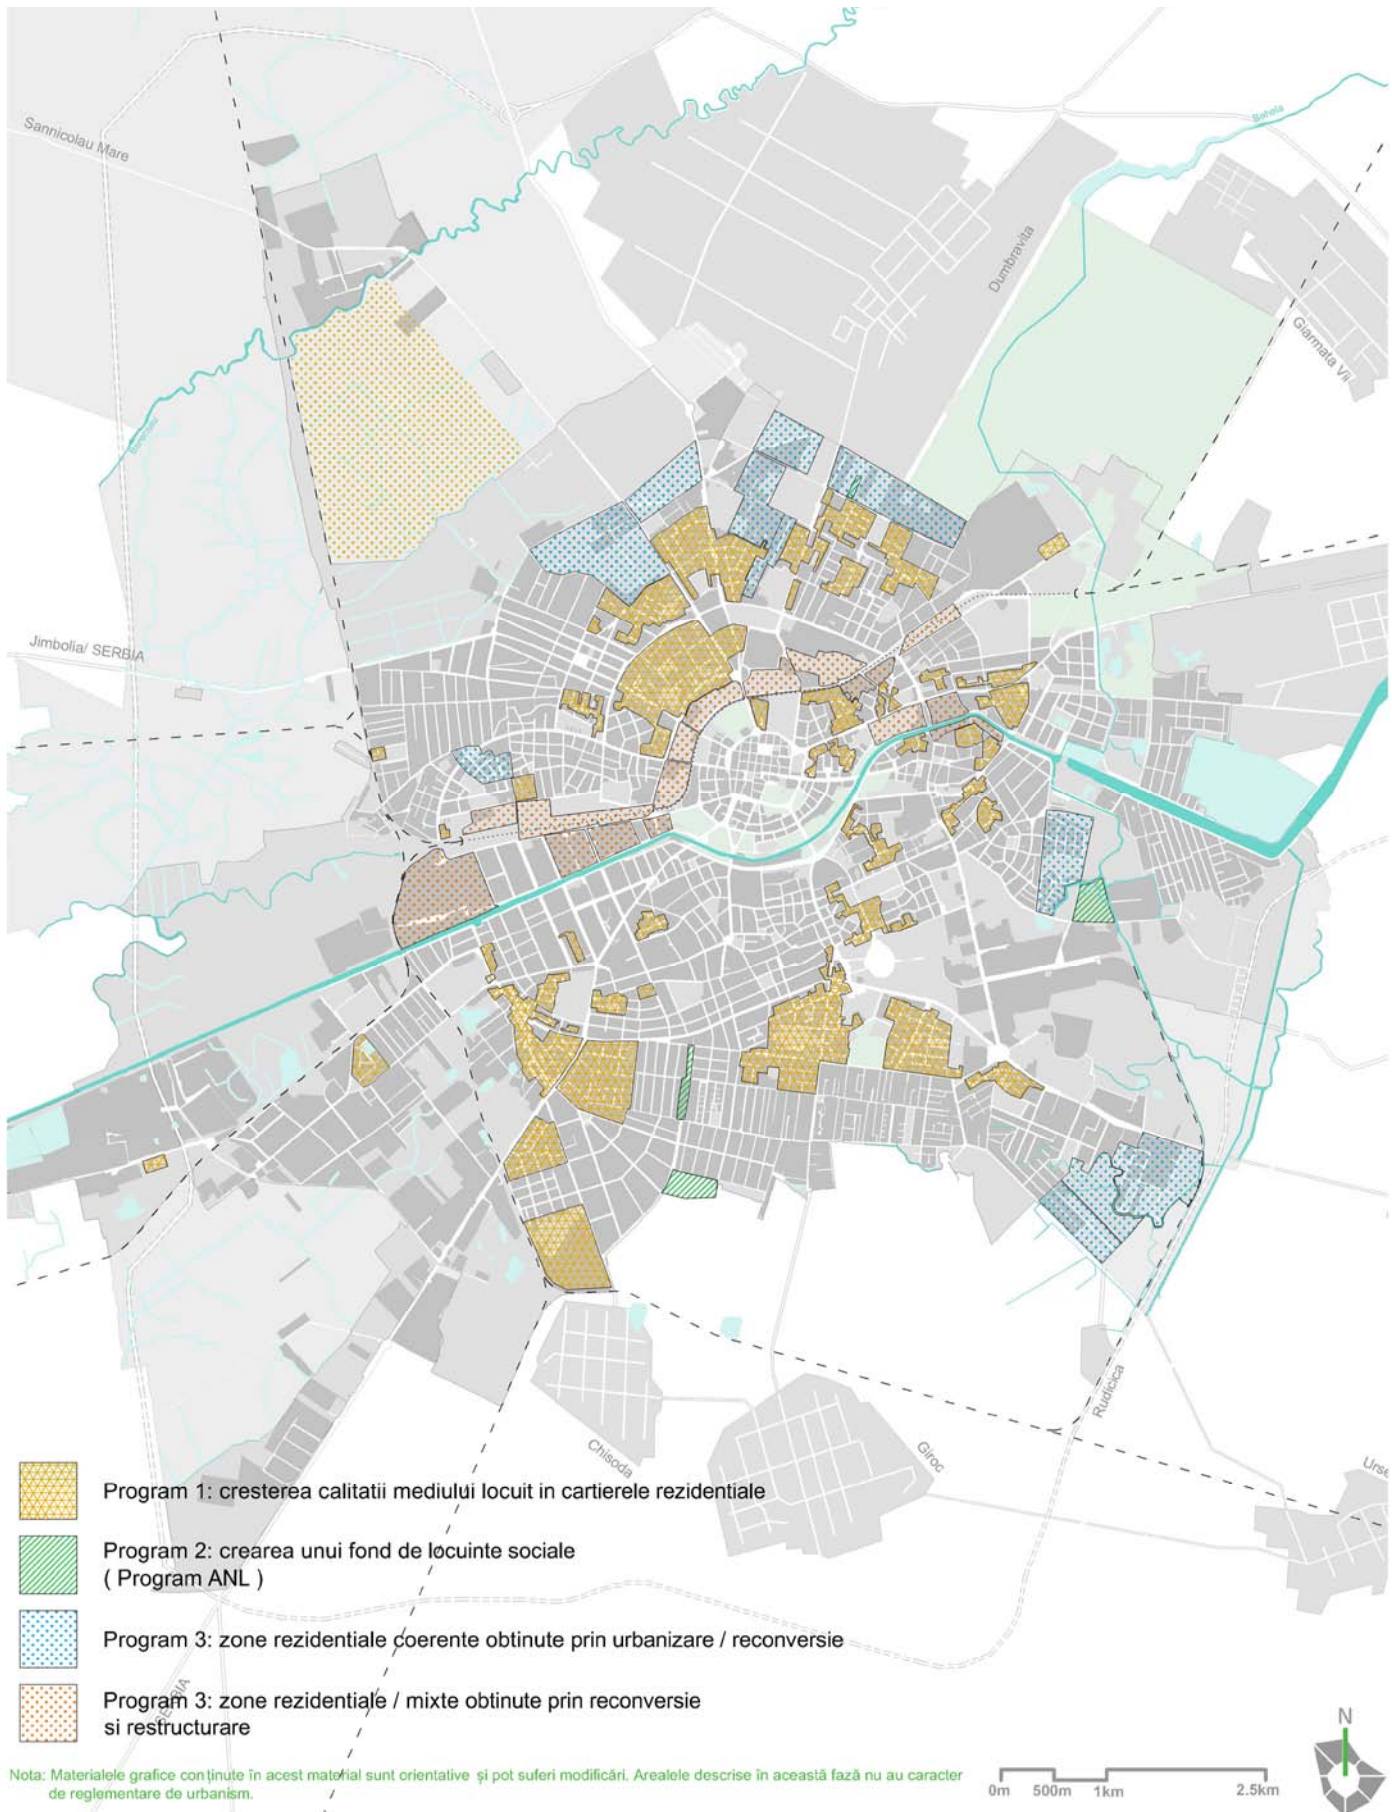 Sannicolau Mare
Behela
Dumbravita
Giarmata Vii
Jimbolia/ SERBIA
Chisoda
Giroc
Rudicica
SERBIA
Program 1: cresterea calitatii mediului locuit in cartierele rezidentiale
Program 2: crearea unui fond de locuinte sociale
( Program ANL )
Program 3: zone rezidentiale coerente obtinute prin urbanizare / reconversie
Program 3: zone rezidentiale / mixte obtinute prin reconversie
si restructurare
Nota: Materialele grafice conținute în acest material sunt orientative și pot suferi modificări. Arealele descrise în această fază nu au caracter
de reglementare de urbanism.
0m 500m 1km 2.5km
N